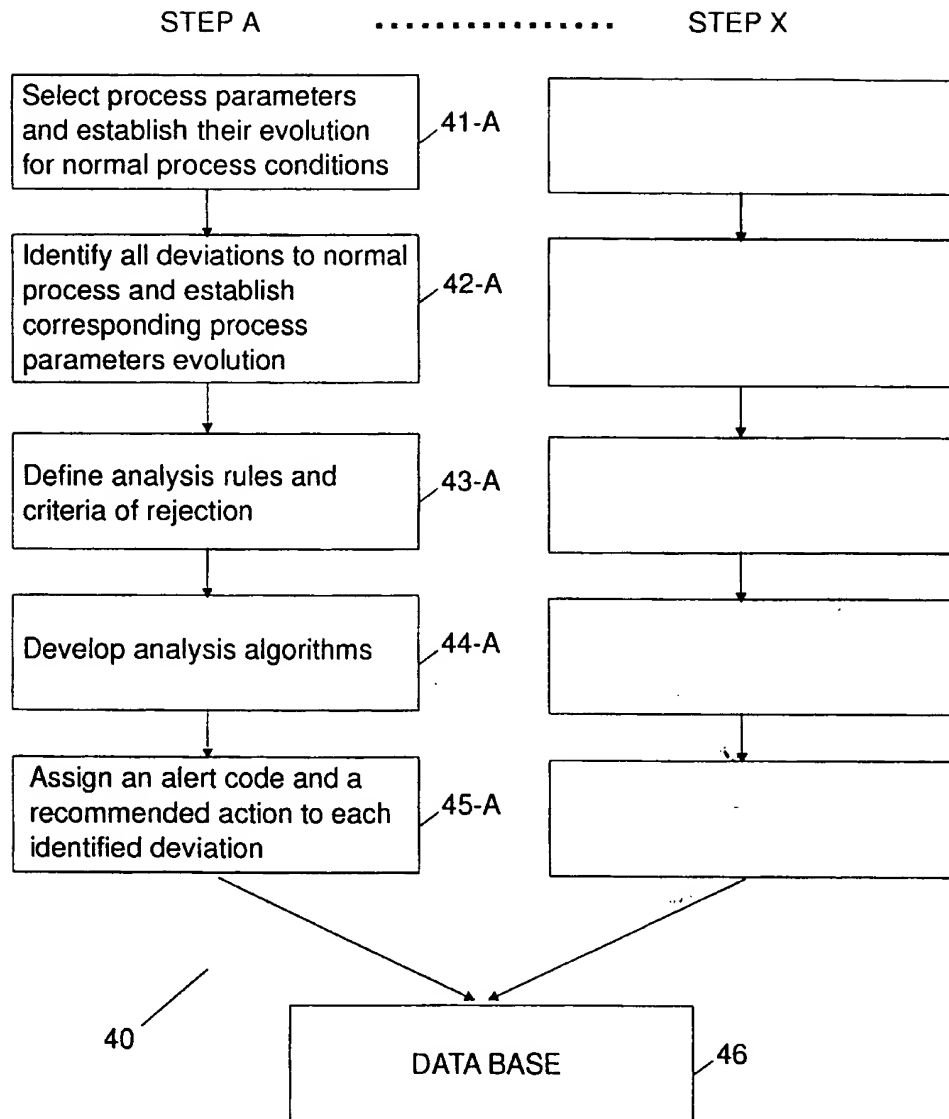 STEP A ............... STEP X
Select process parameters
and establish their evolution
for normal process conditions
41-A
Identify all deviations to normal
process and establish
corresponding process
parameters evolution
42-A
Define analysis rules and
criteria of rejection
43-A
Develop analysis algorithms
44-A
Assign an alert code and a
recommended action to each
identified deviation
45-A
40
DATA BASE
46